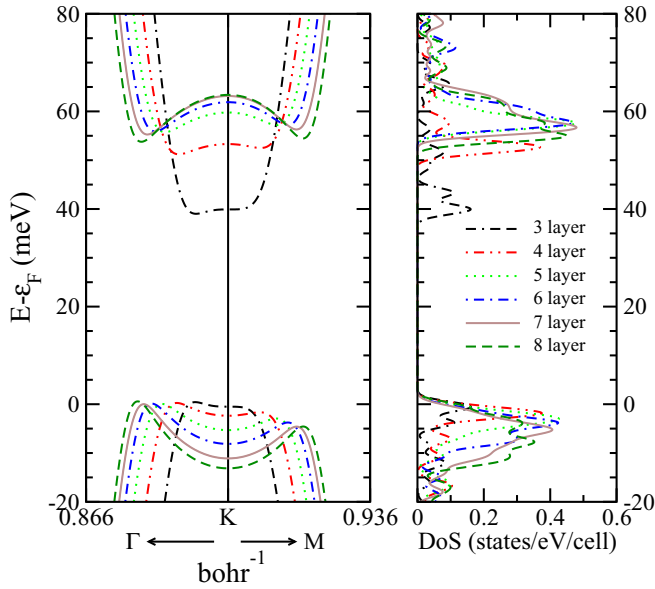 80
60
40
20
0
-20
E-εF (meV)
0.866
K
0.936
Γ
M
bohr-1
80
60
40
20
0
-20
3 layer
4 layer
5 layer
6 layer
7 layer
8 layer
0
0.2
0.4
0.6
DoS (states/eV/cell)